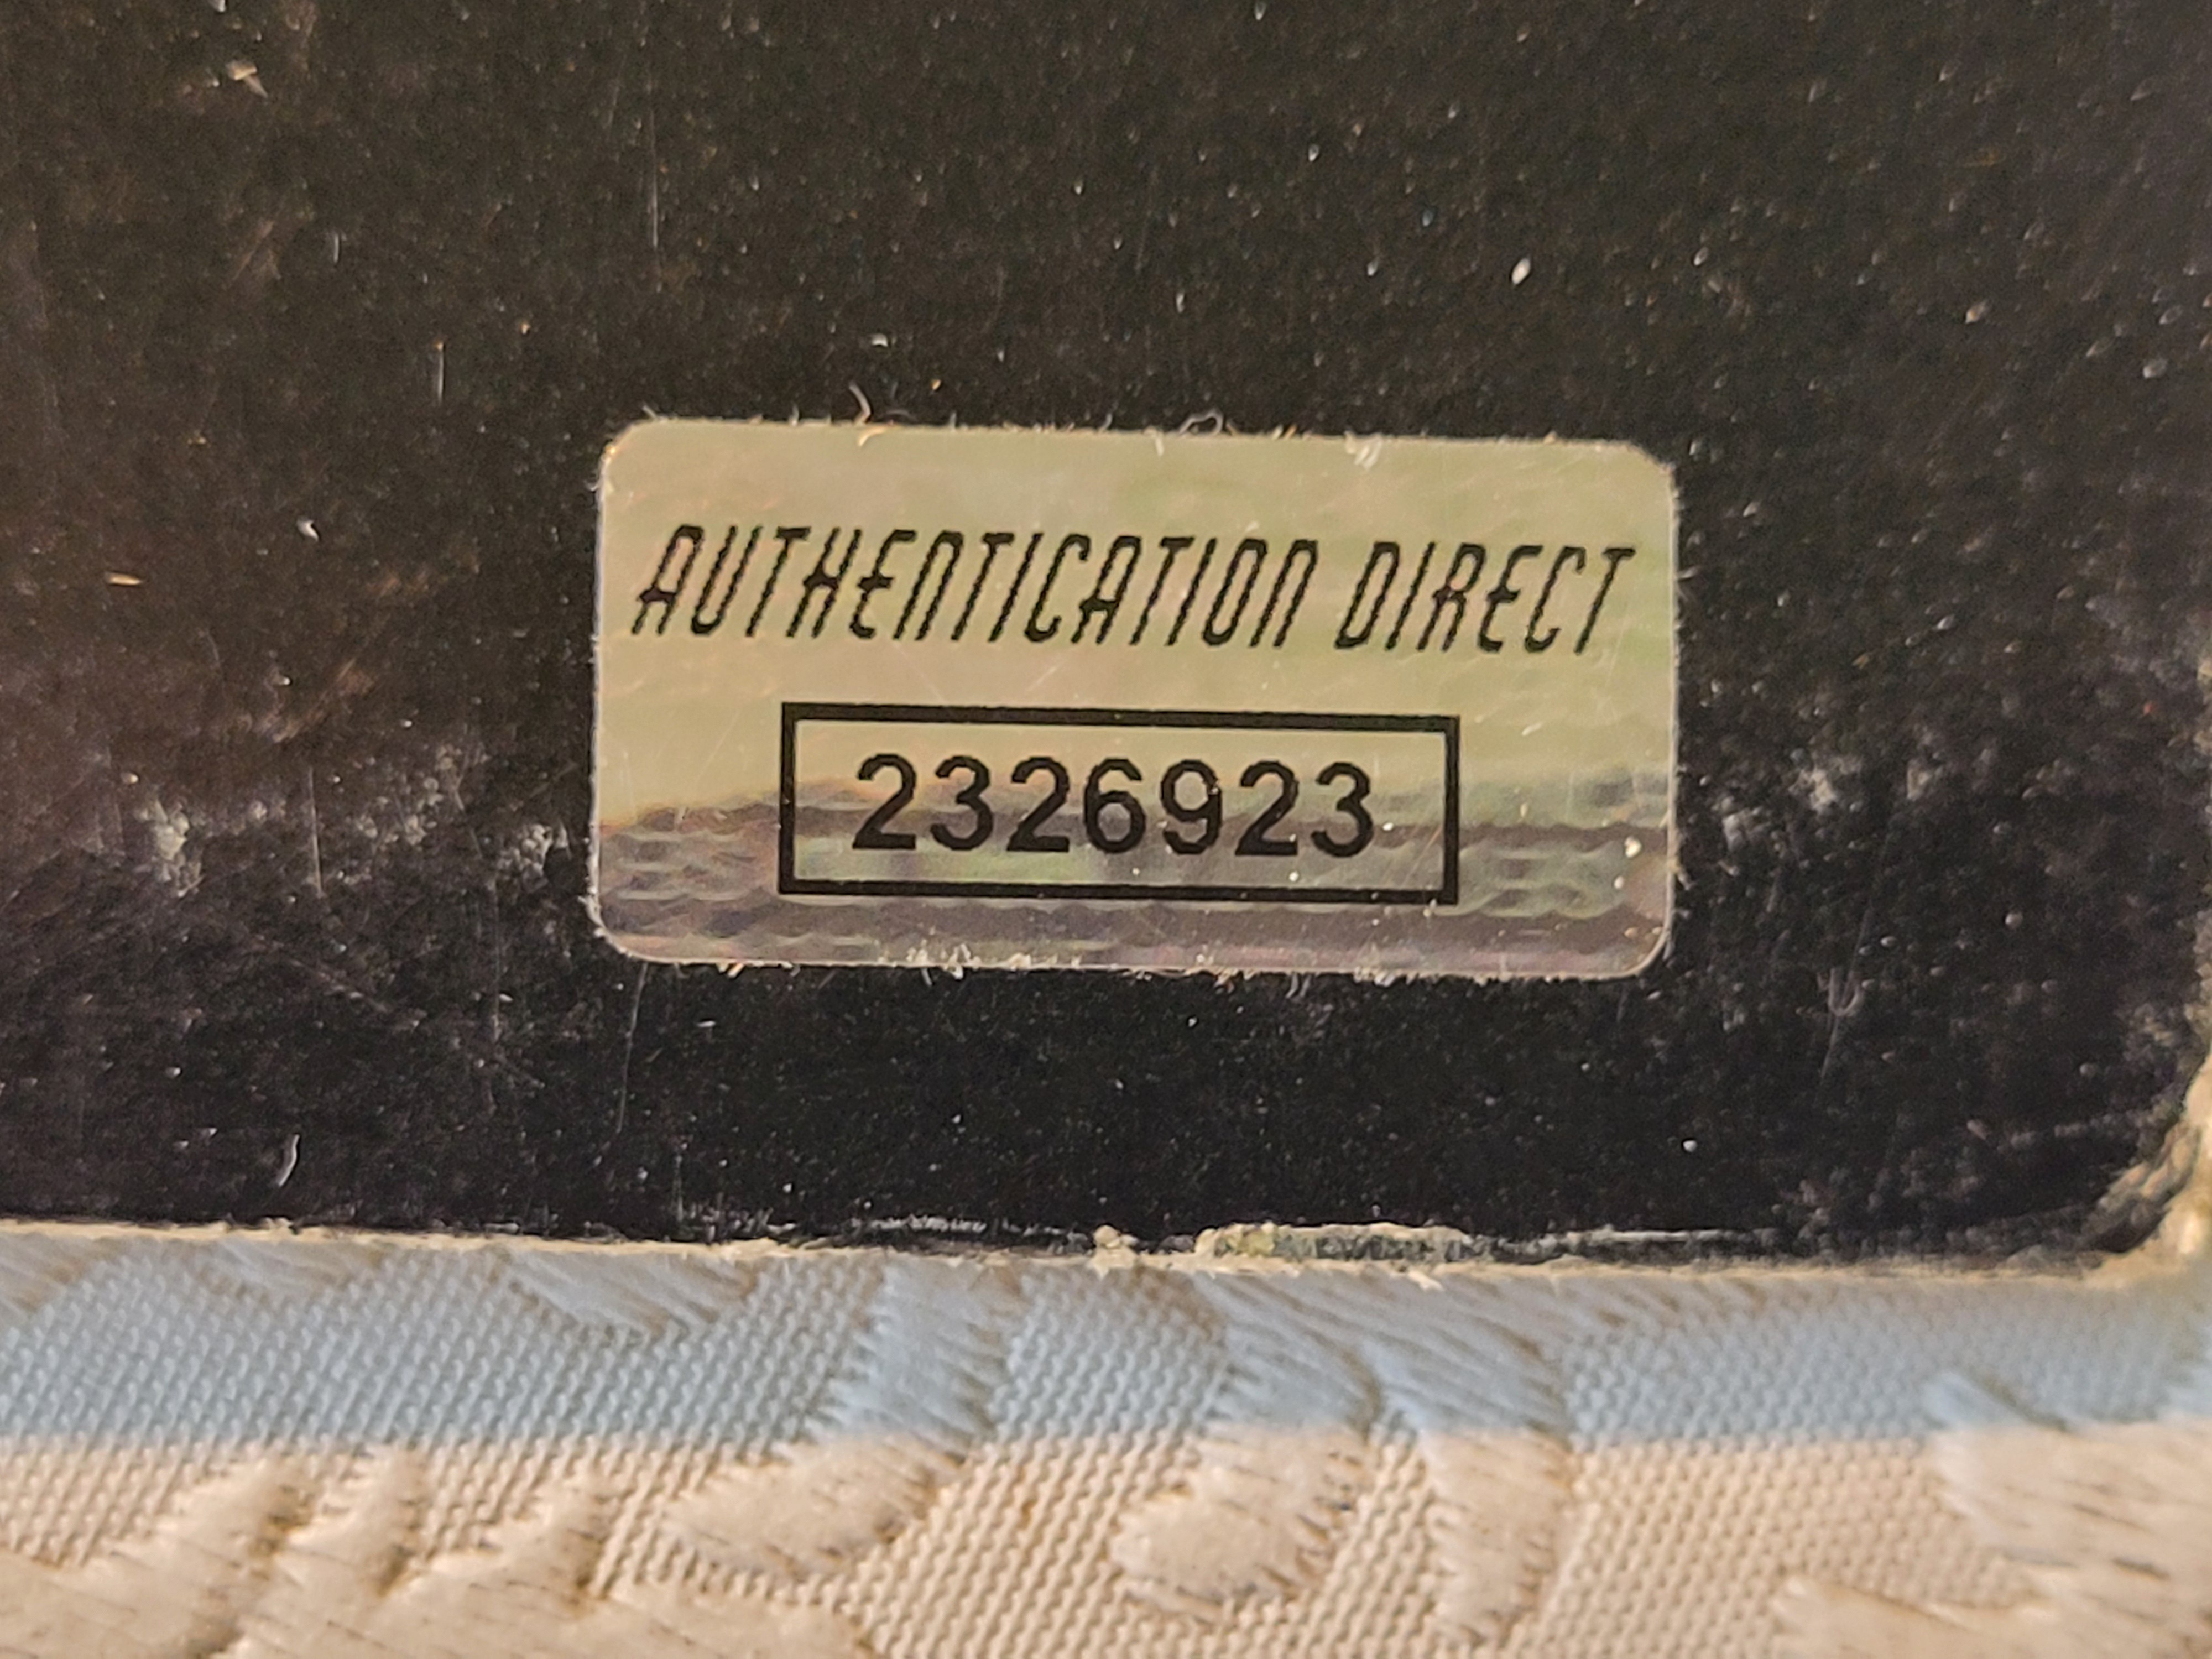 AUTHENTICATION DIRECT
2326923